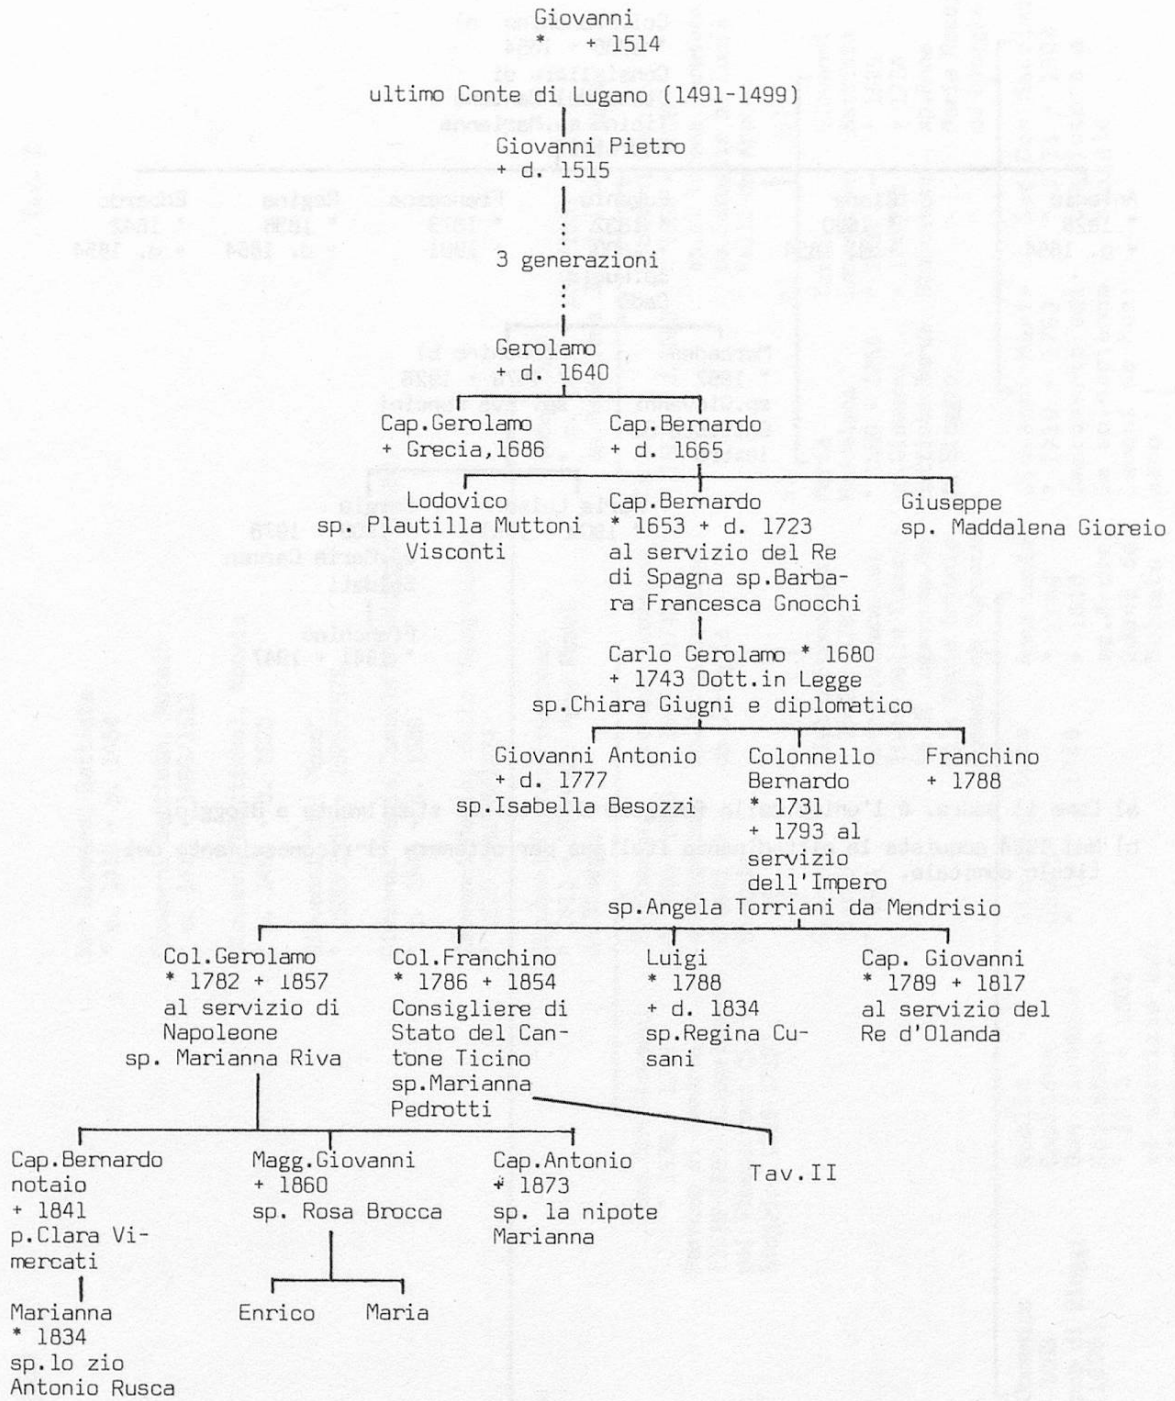 Giovanni
* + 1514
ultimo Conte di Lugano (1491-1499)
Giovanni Pietro
+ d. 1515
3 generazioni
Gerolamo
+ d. 1640
Cap.Gerolamo
+ Grecia,1686
Cap.Bernardo
+ d. 1665
Lodovico
sp. Plautilla Muttoni
Visconti
Cap.Bernardo
* 1653 + d. 1723
al servizio del Re
di Spagna sp.Barba-
ra Francesca Gnocchi
Giuseppe
sp. Maddalena Gioreio
Carlo Gerolamo * 1680
+ 1743 Dott.in Legge
sp.Chiara Giugni e diplomatico
Giovanni Antonio
+ d. 1777
sp.Isabella Besozzi
Colonnello
Bernardo
* 1731
+ 1793 al
servizio
dell'Impero
sp.Angela Torriani da Mendrisio
Franchino
+ 1788
Col.Gerolamo
* 1782 + 1857
al servizio di
Napoleone
sp. Marianna Riva
Col.Franchino
* 1786 + 1854
Consigliere di
Stato del Can-
tone Ticino
sp.Marianna
Pedrotti
Luigi
* 1788
+ d. 1834
sp.Regina Cu-
sani
Cap. Giovanni
* 1789 + 1817
al servizio del
Re d'Olanda
Cap.Bernardo
notaio
+ 1841
p.Clara Vi-
mercati
Magg.Giovanni
+ 1860
sp. Rosa Brocca
Cap.Antonio
+ 1873
sp. la nipote
Marianna
Tav.II
Marianna
* 1834
sp.lo zio
Antonio Rusca
Enrico
Maria